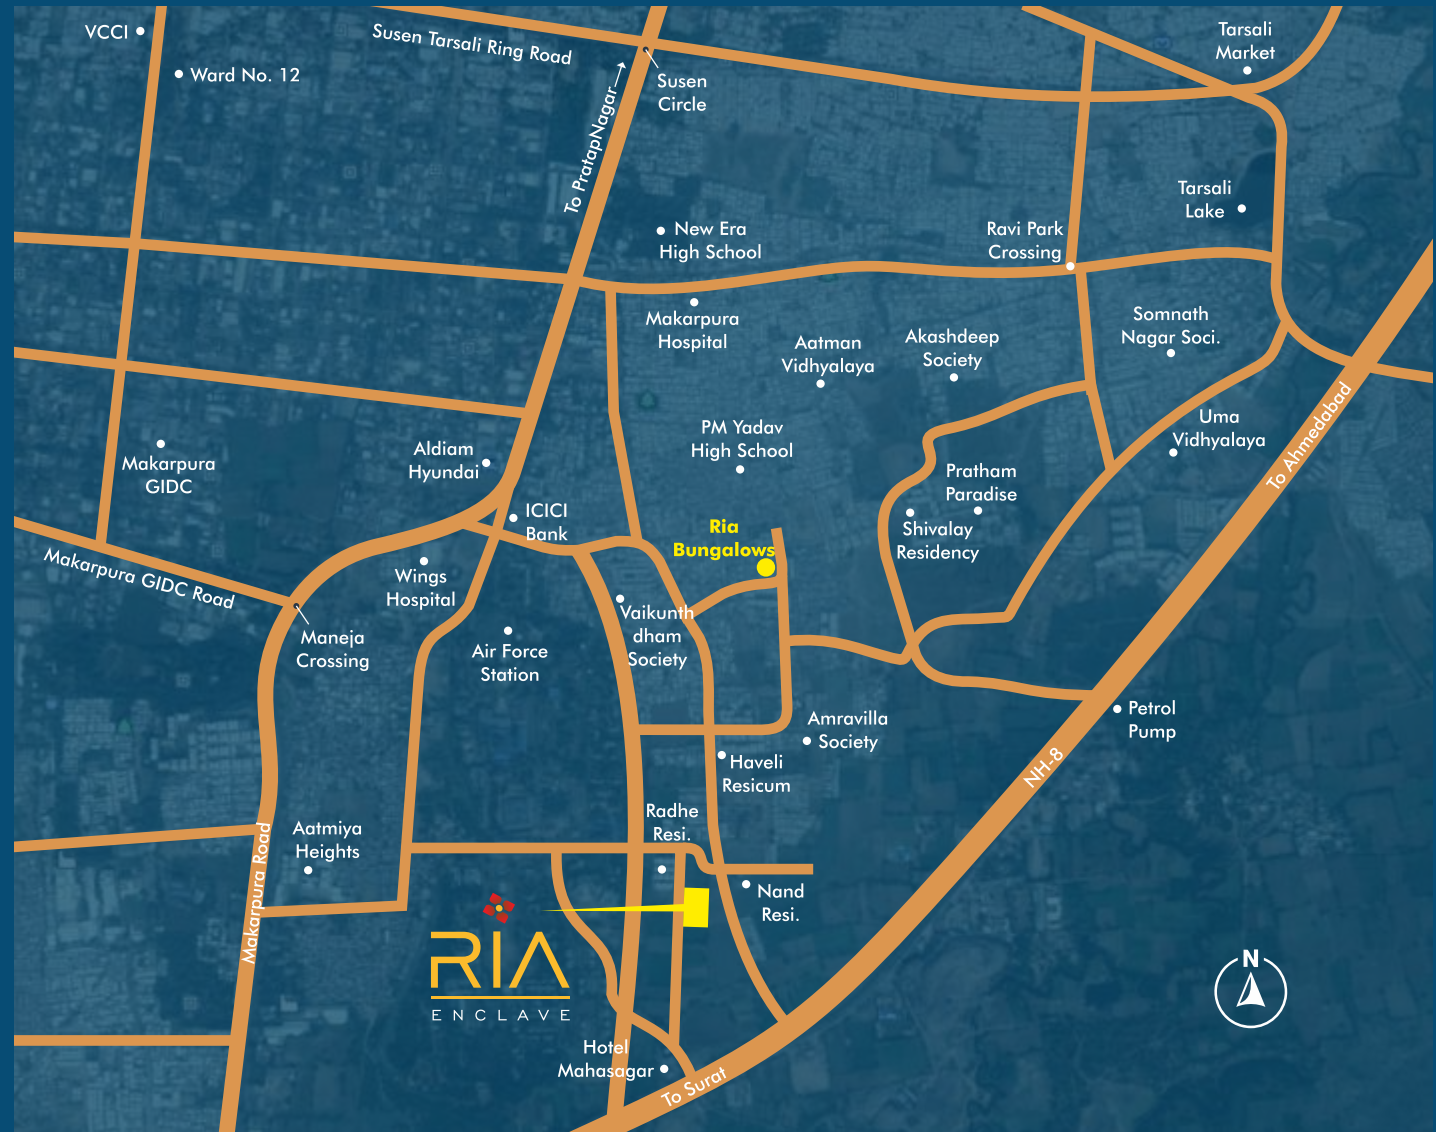 VCCI
Ward No. 12
Susen Tarsali Ring Road
Susen
Circle
To PratapNagar
Tarsali
Market
Tarsali
Lake
New Era
High School
Ravi Park
Crossing
Makarpura
Hospital
Aatman
Vidhyalaya
Akashdeep
Society
Somnath
Nagar Soci.
Uma
Vidhyalaya
To Ahmedabad
Makarpura
GIDC
Aldiam
Hyundai
PM Yadav
High School
Pratham
Paradise
Shivalay
Residency
ICICI
Bank
Ria
Bungalows
Makarpura GIDC Road
Wings
Hospital
Maneja
Crossing
Air Force
Station
Vaikunth
dham
Society
Amravilla
Society
Petrol
Pump
NH-8
Haveli
Resicum
Radhe
Resi.
Aatmiya
Heights
Makarpura Road
Nand
Resi.
RIA
ENCLAVE
N
Hotel
Mahasagar
To Surat